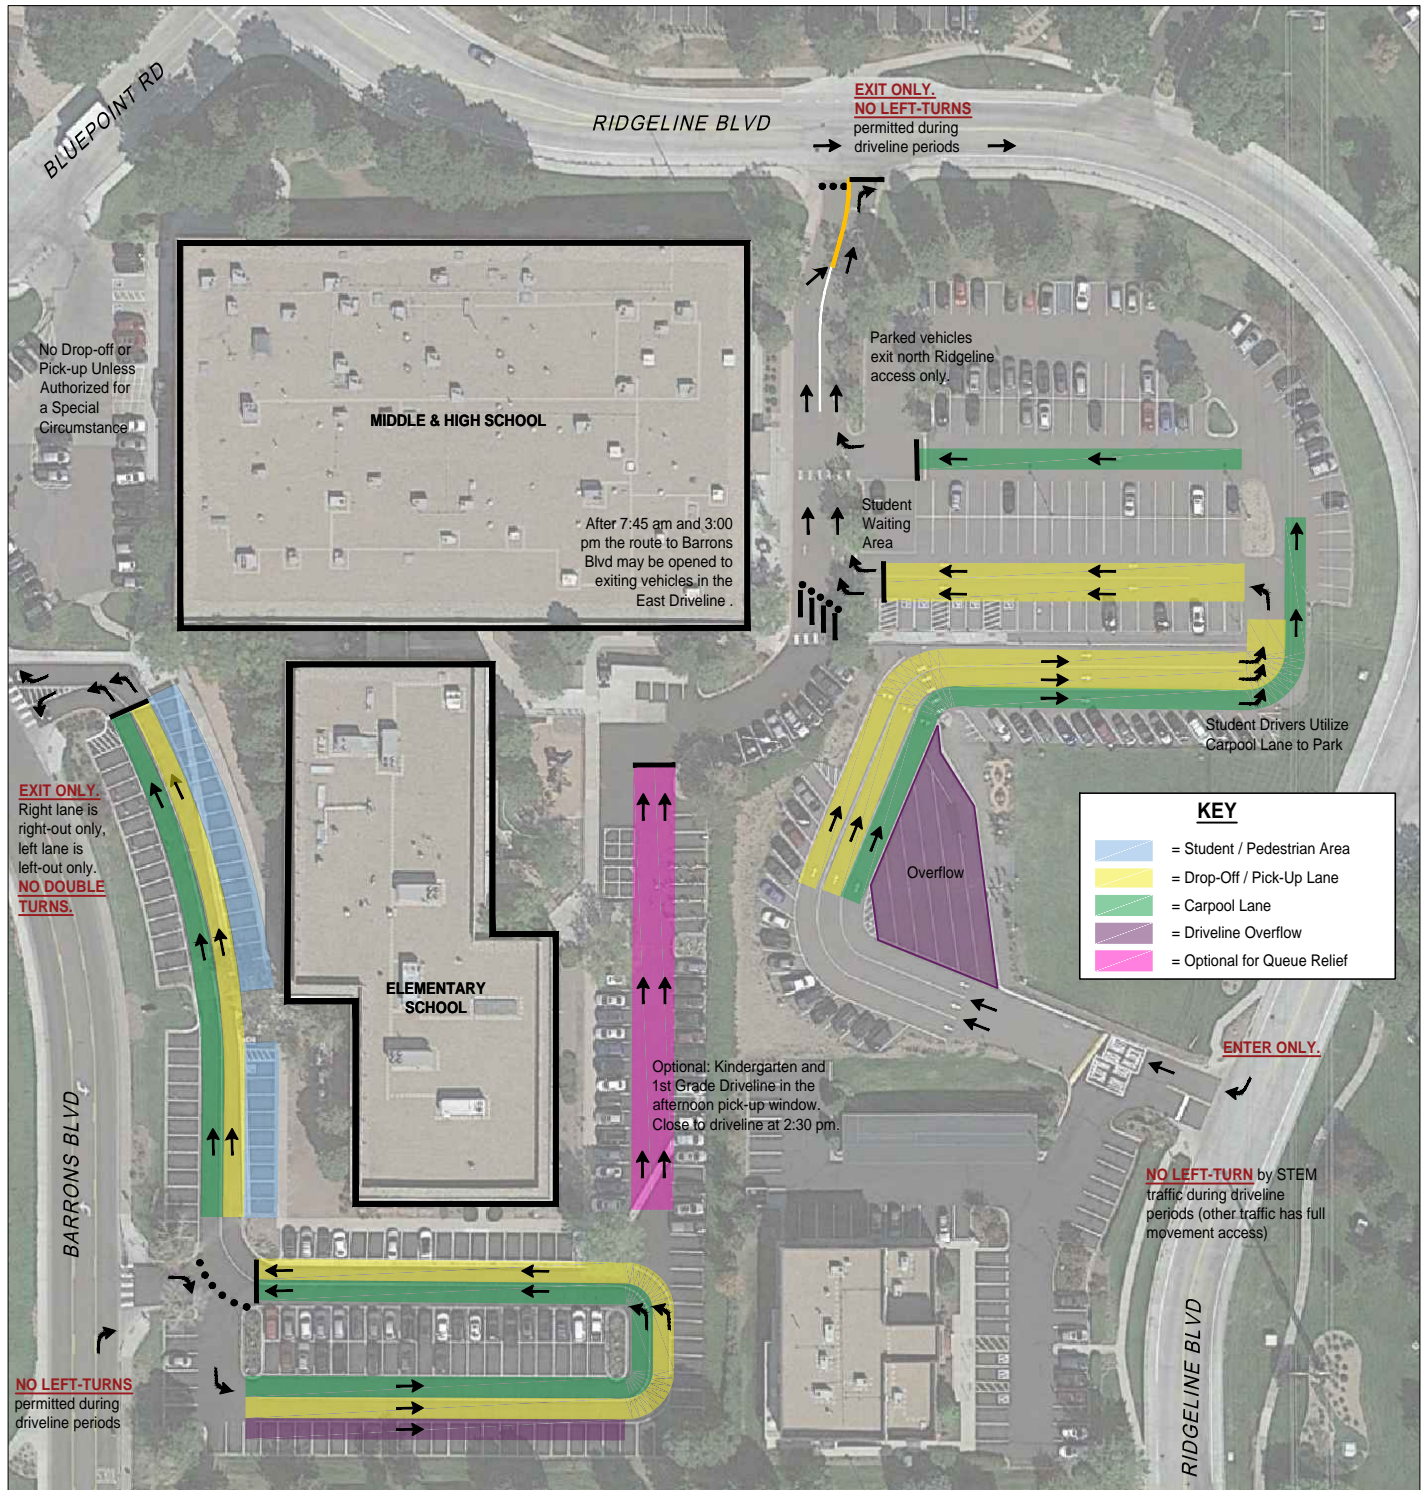 BLUEPOINT RD
RIDGELINE BLVD
EXIT ONLY.
NO LEFT-TURNS
permitted during
driveline periods
No Drop-off or
Pick-up Unless
Authorized for
a Special
Circumstance
MIDDLE & HIGH SCHOOL
Parked vehicles
exit north Ridgeline
access only.
After 7:45 am and 3:00
pm the route to Barrons
Blvd may be opened to
exiting vehicles in the
East Driveline .
Student
Waiting
Area
Student Drivers Utilize
Carpool Lane to Park
EXIT ONLY.
Right lane is
right-out only,
left lane is
left-out only.
NO DOUBLE
TURNS.
KEY
= Student / Pedestrian Area
= Drop-Off / Pick-Up Lane
= Carpool Lane
= Driveline Overflow
= Optional for Queue Relief
Overflow
ELEMENTARY
SCHOOL
Optional: Kindergarten and
1st Grade Driveline in the
afternoon pick-up window.
Close to driveline at 2:30 pm.
ENTER ONLY.
NO LEFT-TURN by STEM
traffic during driveline
periods (other traffic has full
movement access)
BARRONS BLVD
NO LEFT-TURNS
permitted during
driveline periods
RIDGELINE BLVD